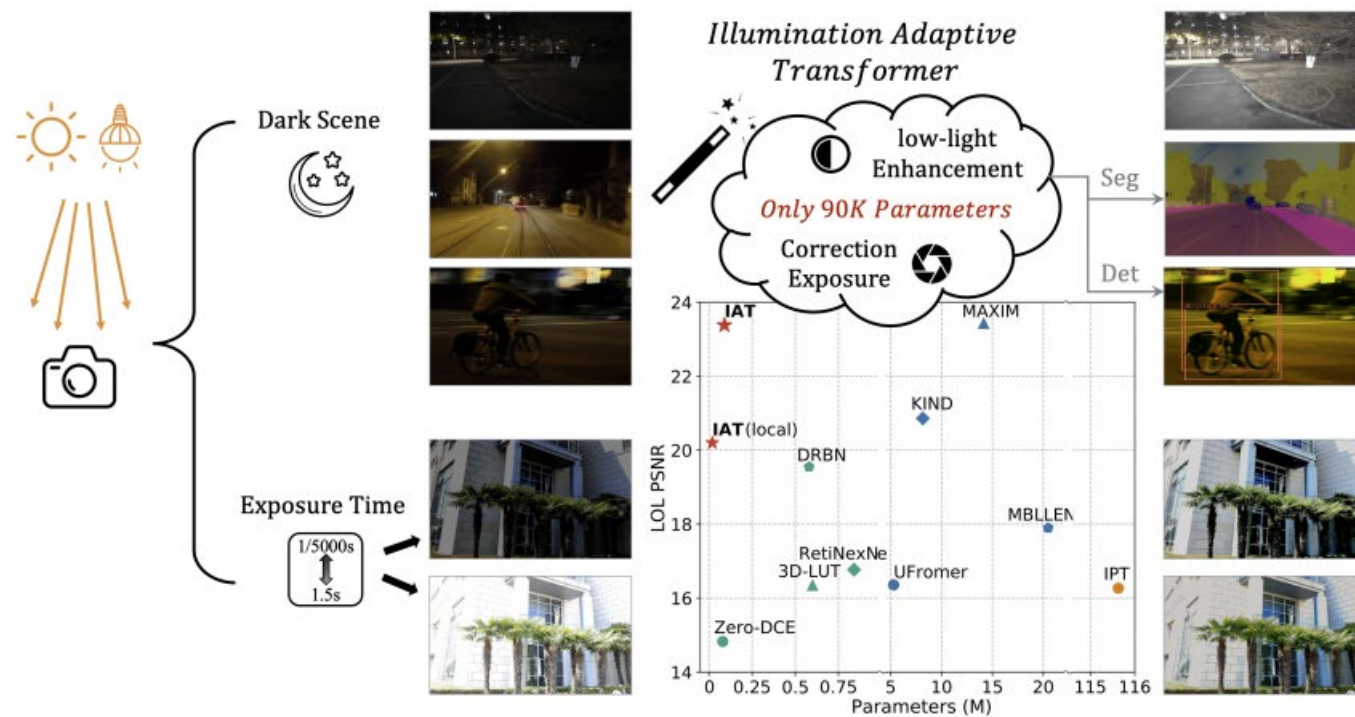 Illumination Adaptive
Transformer
Dark Scene
low-light
Enhancement
Only 90K Parameters
Correction
Exposure
Seg
Det
Exposure Time
1/5000s
1.5s
LOL PSNR
24
22
20
18
16
14
IAT
MAXIM
KIND
IAT(local)
DRBN
MBLLEN
RetiNexNe
3D-LUT
UFromer
IPT
Zero-DCE
0 0.25 0.5 0.75 5 10 15 20 115 116
Parameters (M)